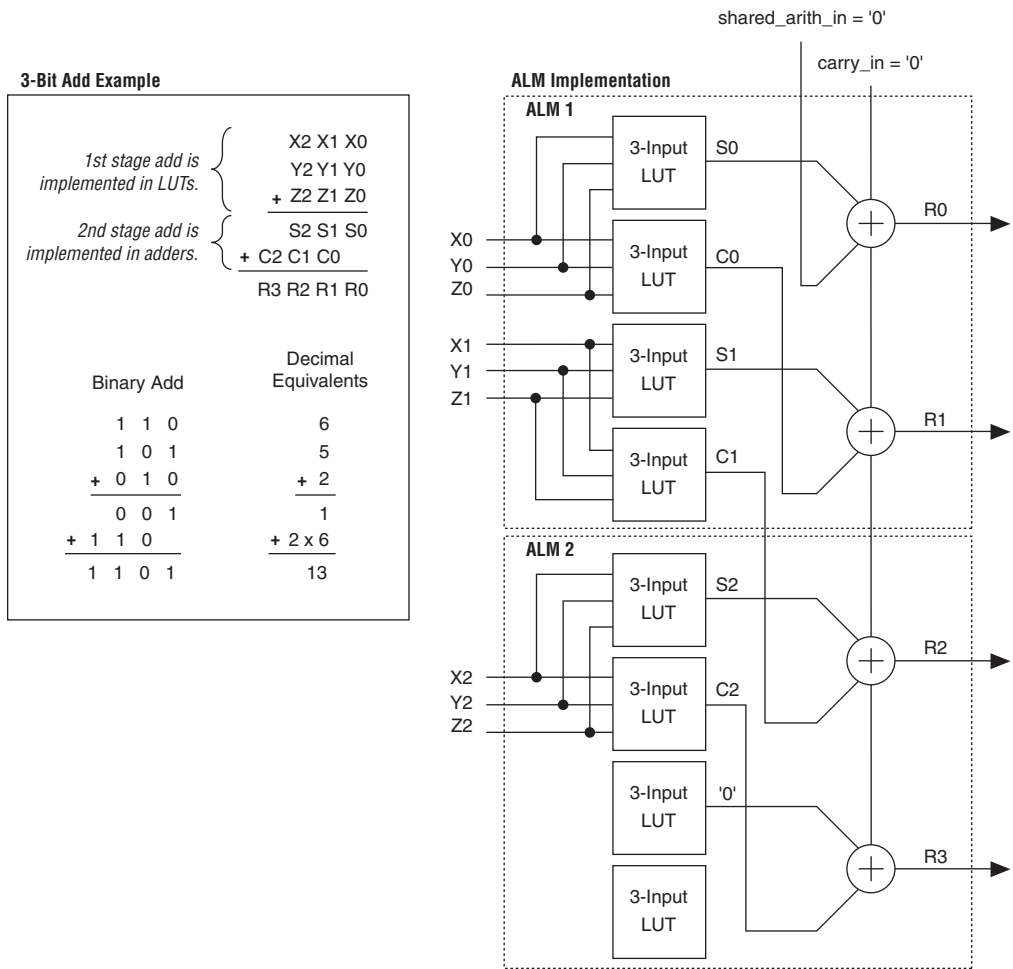 shared_arith_in = '0'
carry_in = '0'
3-Bit Add Example
1st stage add is
implemented in LUTs.
X2 X1 X0
Y2 Y1 Y0
+ Z2 Z1 Z0
2nd stage add is
implemented in adders.
S2 S1 S0
+ C2 C1 C0
R3 R2 R1 R0
Binary Add
1 1 0
1 0 1
+ 0 1 0
0 0 1
+ 1 1 0
1 1 0 1
Decimal
Equivalents
6
5
+ 2
1
+ 2 x 6
13
ALM Implementation
ALM 1
3-Input
LUT
S0
R0
X0
Y0
Z0
3-Input
LUT
C0
X1
Y1
Z1
3-Input
LUT
S1
R1
3-Input
LUT
C1
ALM 2
3-Input
LUT
S2
R2
X2
Y2
Z2
3-Input
LUT
C2
3-Input
LUT
'0'
R3
3-Input
LUT